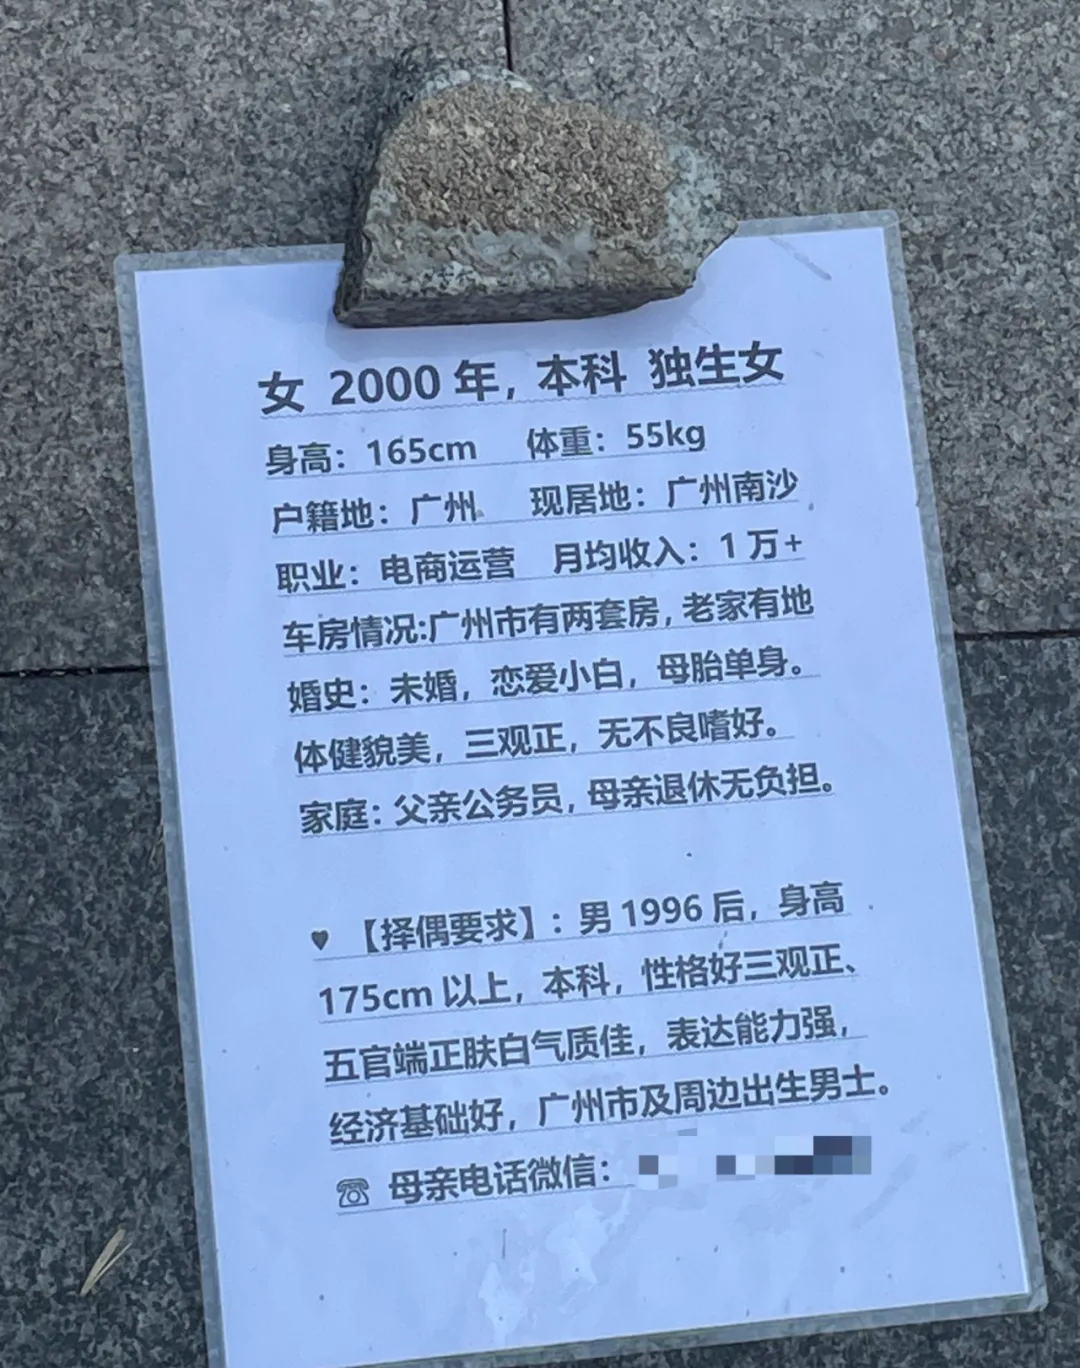 女 2000 年，本科 独生女
身高：165cm 体重：55kg
户籍地：广州 现居地：广州南沙
职业：电商运营 月均收入：1 万+
车房情况:广州市有两套房，老家有地
婚史：未婚，恋爱小白，母胎单身。
体健貌美，三观正，无不良嗜好。
家庭：父亲公务员，母亲退休无负担。
♥ 【择偶要求】：男 1996 后，身高
175cm 以上，本科，性格好三观正、
五官端正肤白气质佳，表达能力强，
经济基础好，广州市及周边出生男士。
☏ 母亲电话微信：